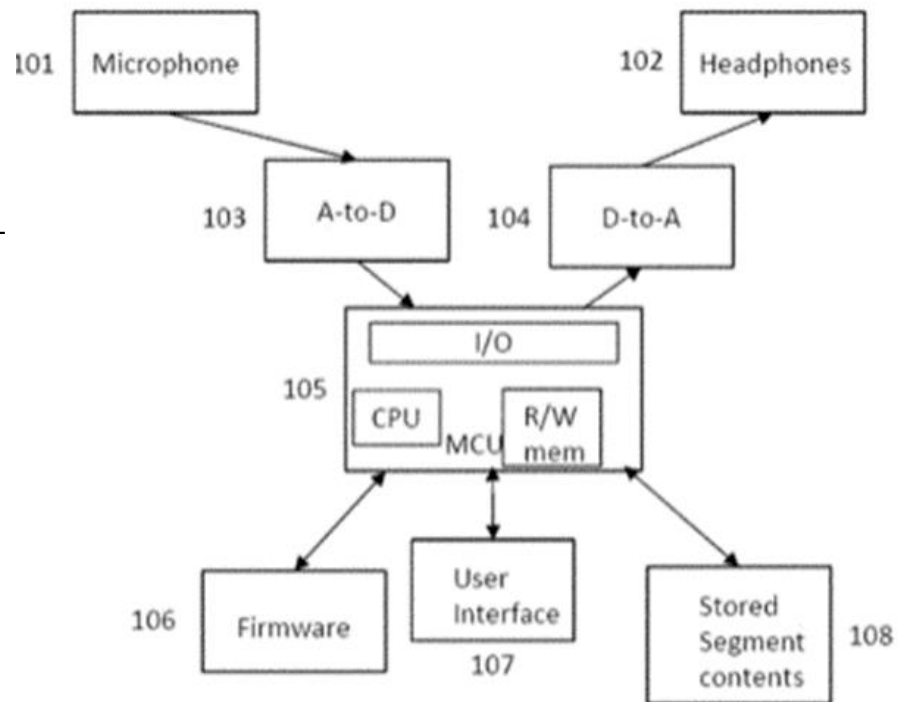 101
Microphone
102
Headphones
103
A-to-D
104
D-to-A
105
I/O
CPU
MCU
R/W
mem
106
Firmware
User
Interface
107
Stored
Segment
contents
108